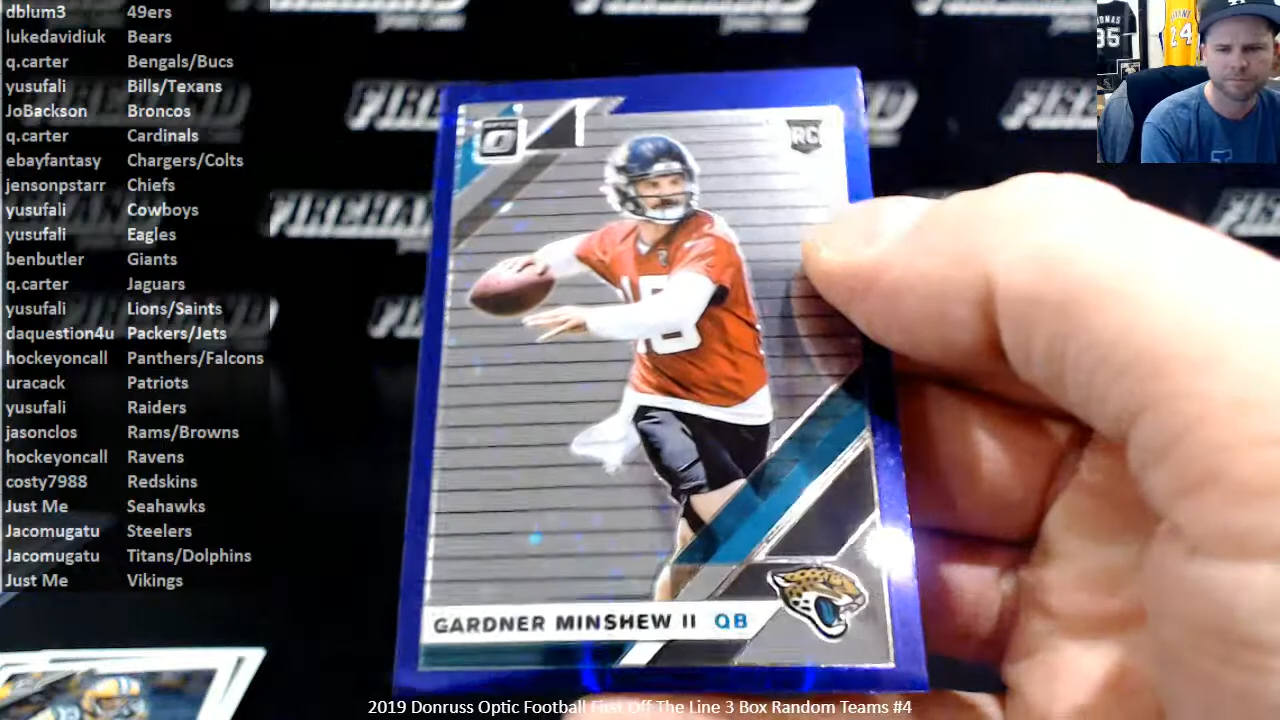 dblum3 49ers
lukedavidiuk Bears
q.carter Bengals/Bucs
yusufali Bills/Texans
JoBackson Broncos
q.carter Cardinals
ebayfantasy Chargers/Colts
jensonpstarr Chiefs
yusufali Cowboys
yusufali Eagles
benbutler Giants
q.carter Jaguars
yusufali Lions/Saints
daquestion4u Packers/Jets
hockeyoncall Panthers/Falcons
uracack Patriots
yusufali Raiders
jasonclos Rams/Browns
hockeyoncall Ravens
costy7988 Redskins
Just Me Seahawks
Jacomugatu Steelers
Jacomugatu Titans/Dolphins
Just Me Vikings
24
RC
GARDNER MINSHEW II QB
2019 Donruss Optic Football First Off The Line 3 Box Random Teams #4